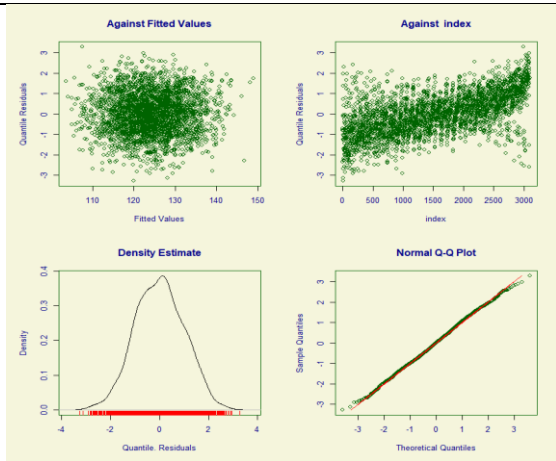 Against Fitted Values
Quantile Residuals
3
2
1
0
-1
-2
-3
110 120 130 140 150
Fitted Values
Against index
Quantile Residuals
3
2
1
0
-1
-2
-3
0 500 1000 1500 2000 2500 3000
index
Density Estimate
Density
0.4
0.3
0.2
0.1
0.0
-4 -2 0 2 4
Quantile. Residuals
Normal Q-Q Plot
Sample Quantiles
3
2
1
0
-1
-2
-3
-3 -2 -1 0 1 2 3
Theoretical Quantiles